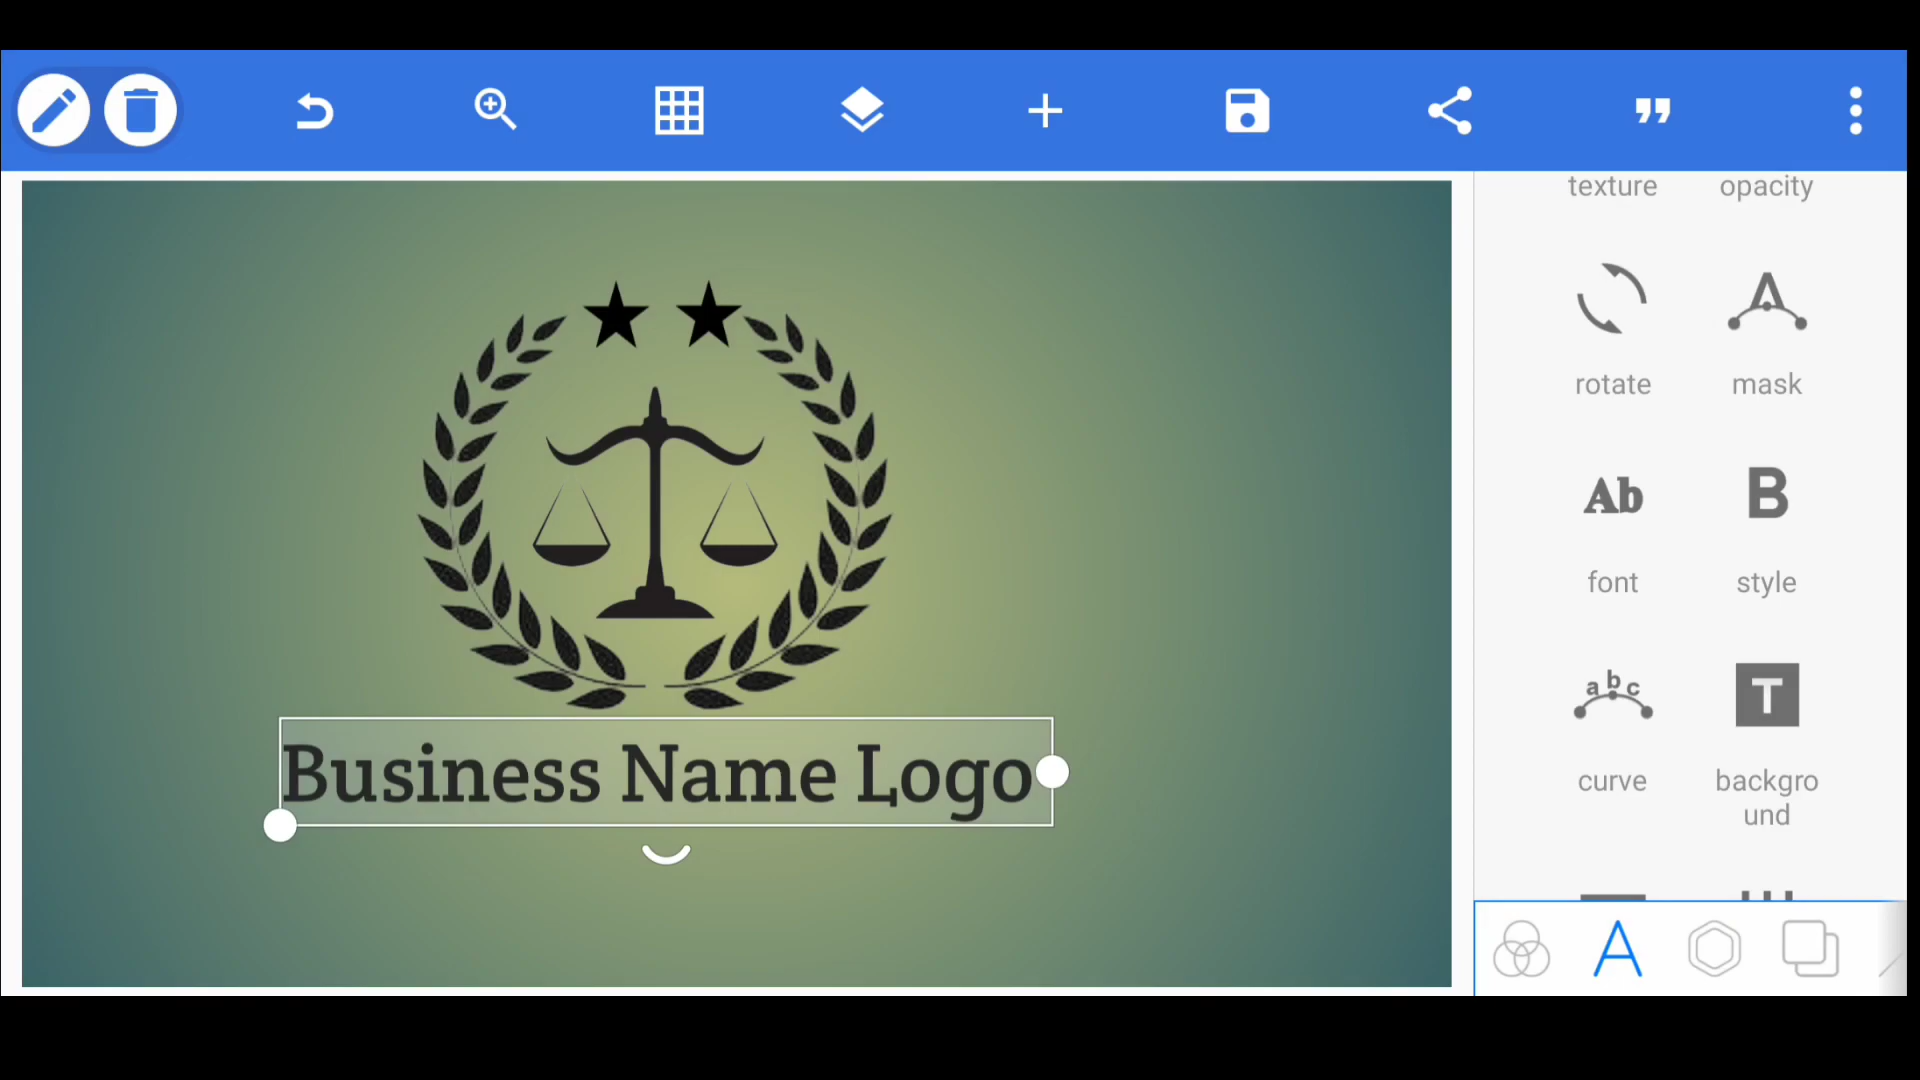 texture opacity
rotate mask
Ab B
font style
Business Name Logo
abc T
curve backgro
und
A